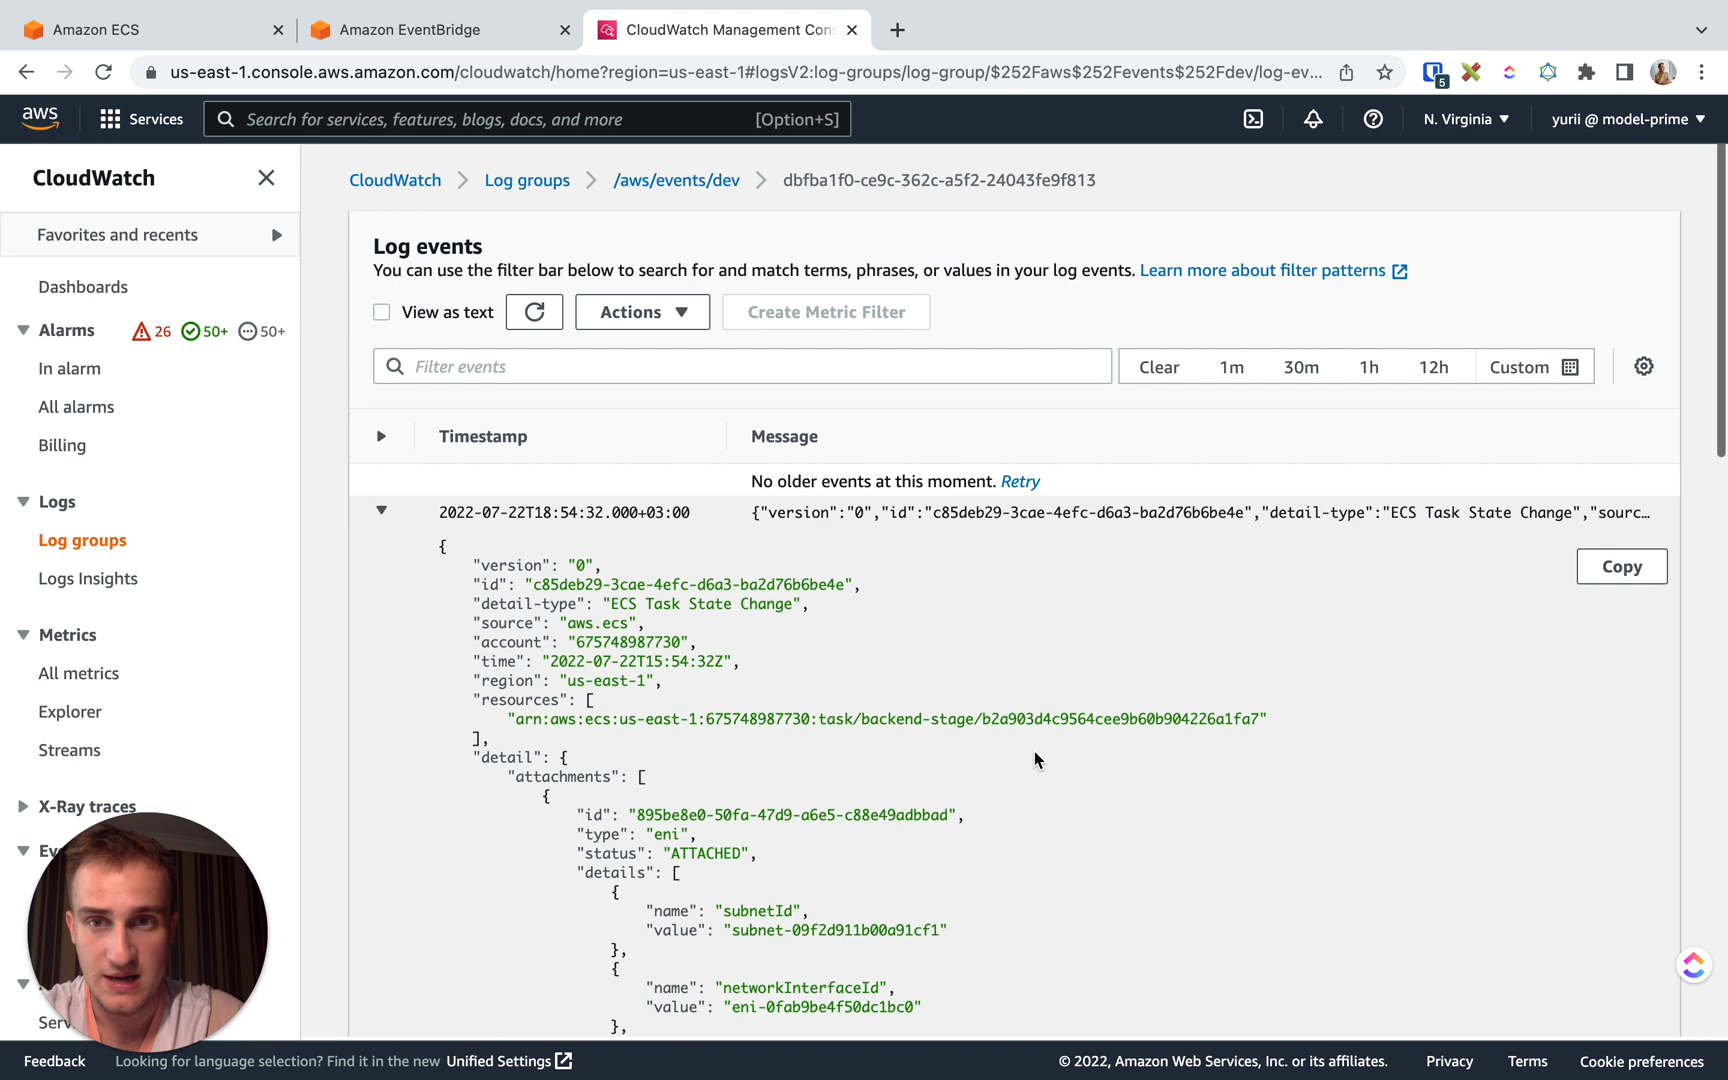 Amazon ECS
Amazon EventBridge
CloudWatch Management Con
us-east-1.console.aws.amazon.com/cloudwatch/home?region=us-east-1#logsV2:log-groups/log-group/$252Faws$252Fevents$252Fdev/log-ev...
5
aws
Services
Search for services, features, blogs, docs, and more
[Option+S]
N. Virginia
yurii @ model-prime
CloudWatch
Favorites and recents
Dashboards
Alarms 26 50+ 50+
In alarm
All alarms
Billing
Logs
Log groups
Logs Insights
Metrics
All metrics
Explorer
Streams
X-Ray traces
CloudWatch
Log groups
/aws/events/dev
dbfba1f0-ce9c-362c-a5f2-24043fe9f813
Log events
You can use the filter bar below to search for and match terms, phrases, or values in your log events. Learn more about filter patterns
View as text
Actions
Create Metric Filter
Filter events
Clear 1m 30m 1h 12h Custom
Timestamp Message
No older events at this moment. Retry
2022-07-22T18:54:32.000+03:00 {"version":"0","id":"c85deb29-3cae-4efc-d6a3-ba2d76b6be4e","detail-type":"ECS Task State Change","sourc...
{
"version": "0",
"id": "c85deb29-3cae-4efc-d6a3-ba2d76b6be4e",
"detail-type": "ECS Task State Change",
"source": "aws.ecs",
"account": "675748987730",
"time": "2022-07-22T15:54:32Z",
"region": "us-east-1",
"resources": [
"arn:aws:ecs:us-east-1:675748987730:task/backend-stage/b2a903d4c9564cee9b60b904226a1fa7"
],
"detail": {
"attachments": [
{
"id": "895be8e0-50fa-47d9-a6e5-c88e49adbbad",
"type": "eni",
"status": "ATTACHED",
"details": [
{
"name": "subnetId",
"value": "subnet-09f2d911b00a91cf1"
},
{
"name": "networkInterfaceId",
"value": "eni-0fab9be4f50dc1bc0"
},
Copy
Feedback
Looking for language selection? Find it in the new Unified Settings
© 2022, Amazon Web Services, Inc. or its affiliates.
Privacy
Terms
Cookie preferences